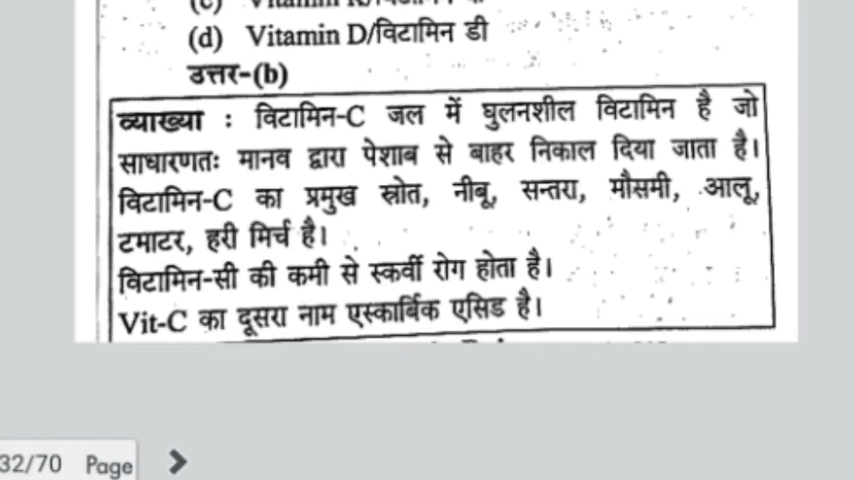 (d) Vitamin D/विटामिन डी
उत्तर-(b)
व्याख्या : विटामिन-C जल में घुलनशील विटामिन है जो
साधारणतः मानव द्वारा पेशाब से बाहर निकाल दिया जाता है।
विटामिन-C का प्रमुख स्रोत, नीबू, सन्तरा, मौसमी, आलू,
टमाटर, हरी मिर्च है।
विटामिन-सी की कमी से स्कर्वी रोग होता है।
Vit-C का दूसरा नाम एस्कार्बिक एसिड है।
32/70 Page